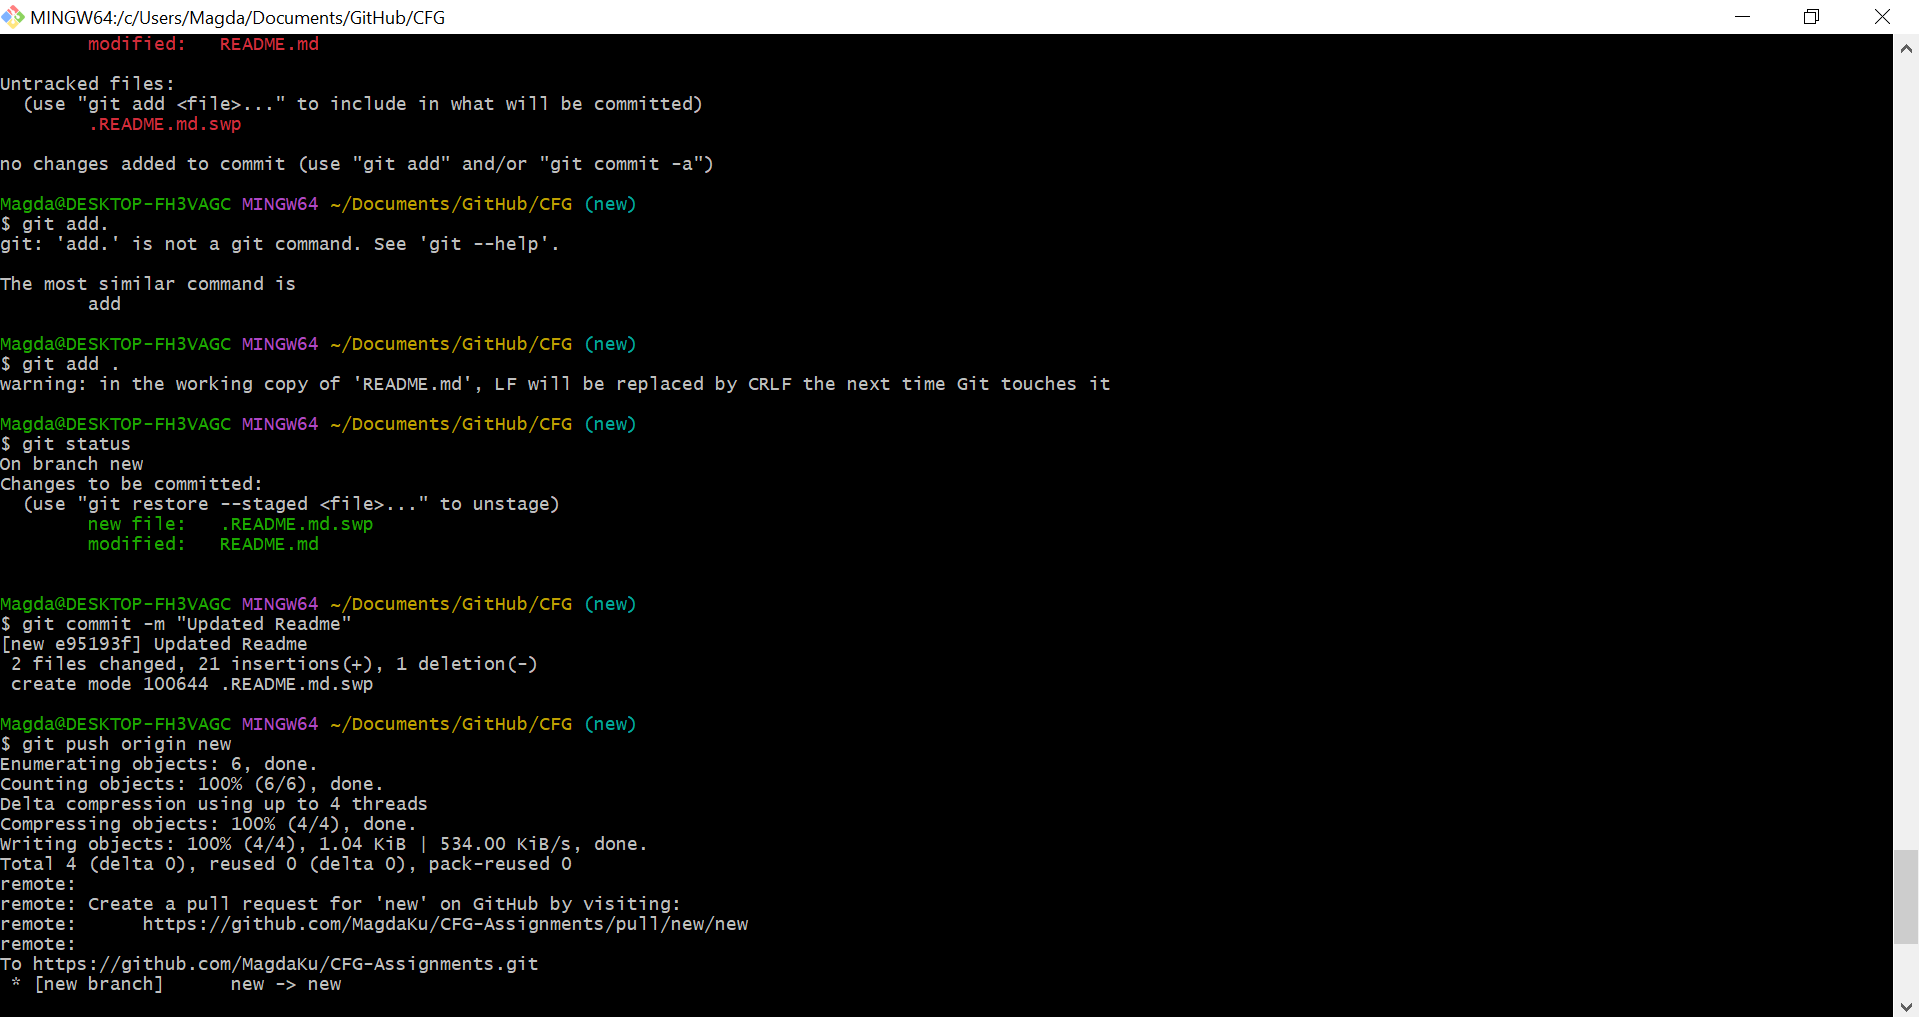 MINGW64:/c/Users/Magda/Documents/GitHub/CFG
modified:   README.md
Untracked files:
(use "git add <file>..." to include in what will be committed)
.README.md.swp
no changes added to commit (use "git add" and/or "git commit -a")
Magda@DESKTOP-FH3VAGC MINGW64 ~/Documents/GitHub/CFG (new)
$ git add.
git: 'add.' is not a git command. See 'git --help'.
The most similar command is
add
Magda@DESKTOP-FH3VAGC MINGW64 ~/Documents/GitHub/CFG (new)
$ git add .
warning: in the working copy of 'README.md', LF will be replaced by CRLF the next time Git touches it
Magda@DESKTOP-FH3VAGC MINGW64 ~/Documents/GitHub/CFG (new)
$ git status
On branch new
Changes to be committed:
(use "git restore --staged <file>..." to unstage)
new file:   .README.md.swp
modified:   README.md
Magda@DESKTOP-FH3VAGC MINGW64 ~/Documents/GitHub/CFG (new)
$ git commit -m "Updated Readme"
[new e95193f] Updated Readme
2 files changed, 21 insertions(+), 1 deletion(-)
create mode 100644 .README.md.swp
Magda@DESKTOP-FH3VAGC MINGW64 ~/Documents/GitHub/CFG (new)
$ git push origin new
Enumerating objects: 6, done.
Counting objects: 100% (6/6), done.
Delta compression using up to 4 threads
Compressing objects: 100% (4/4), done.
Writing objects: 100% (4/4), 1.04 KiB | 534.00 KiB/s, done.
Total 4 (delta 0), reused 0 (delta 0), pack-reused 0
remote:
remote: Create a pull request for 'new' on GitHub by visiting:
remote:      https://github.com/MagdaKu/CFG-Assignments/pull/new/new
remote:
To https://github.com/MagdaKu/CFG-Assignments.git
* [new branch]      new -> new